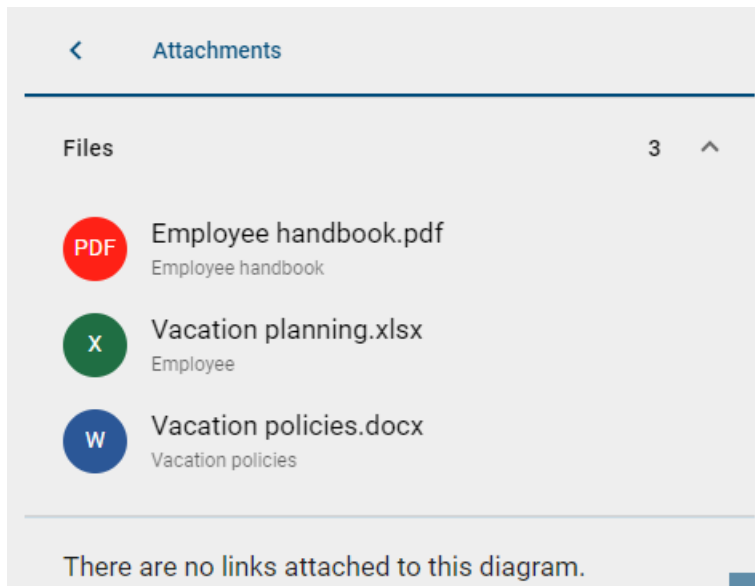 Attachments
Files 3
PDF Employee handbook.pdf
Employee handbook
X Vacation planning.xlsx
Employee
W Vacation policies.docx
Vacation policies
There are no links attached to this diagram.